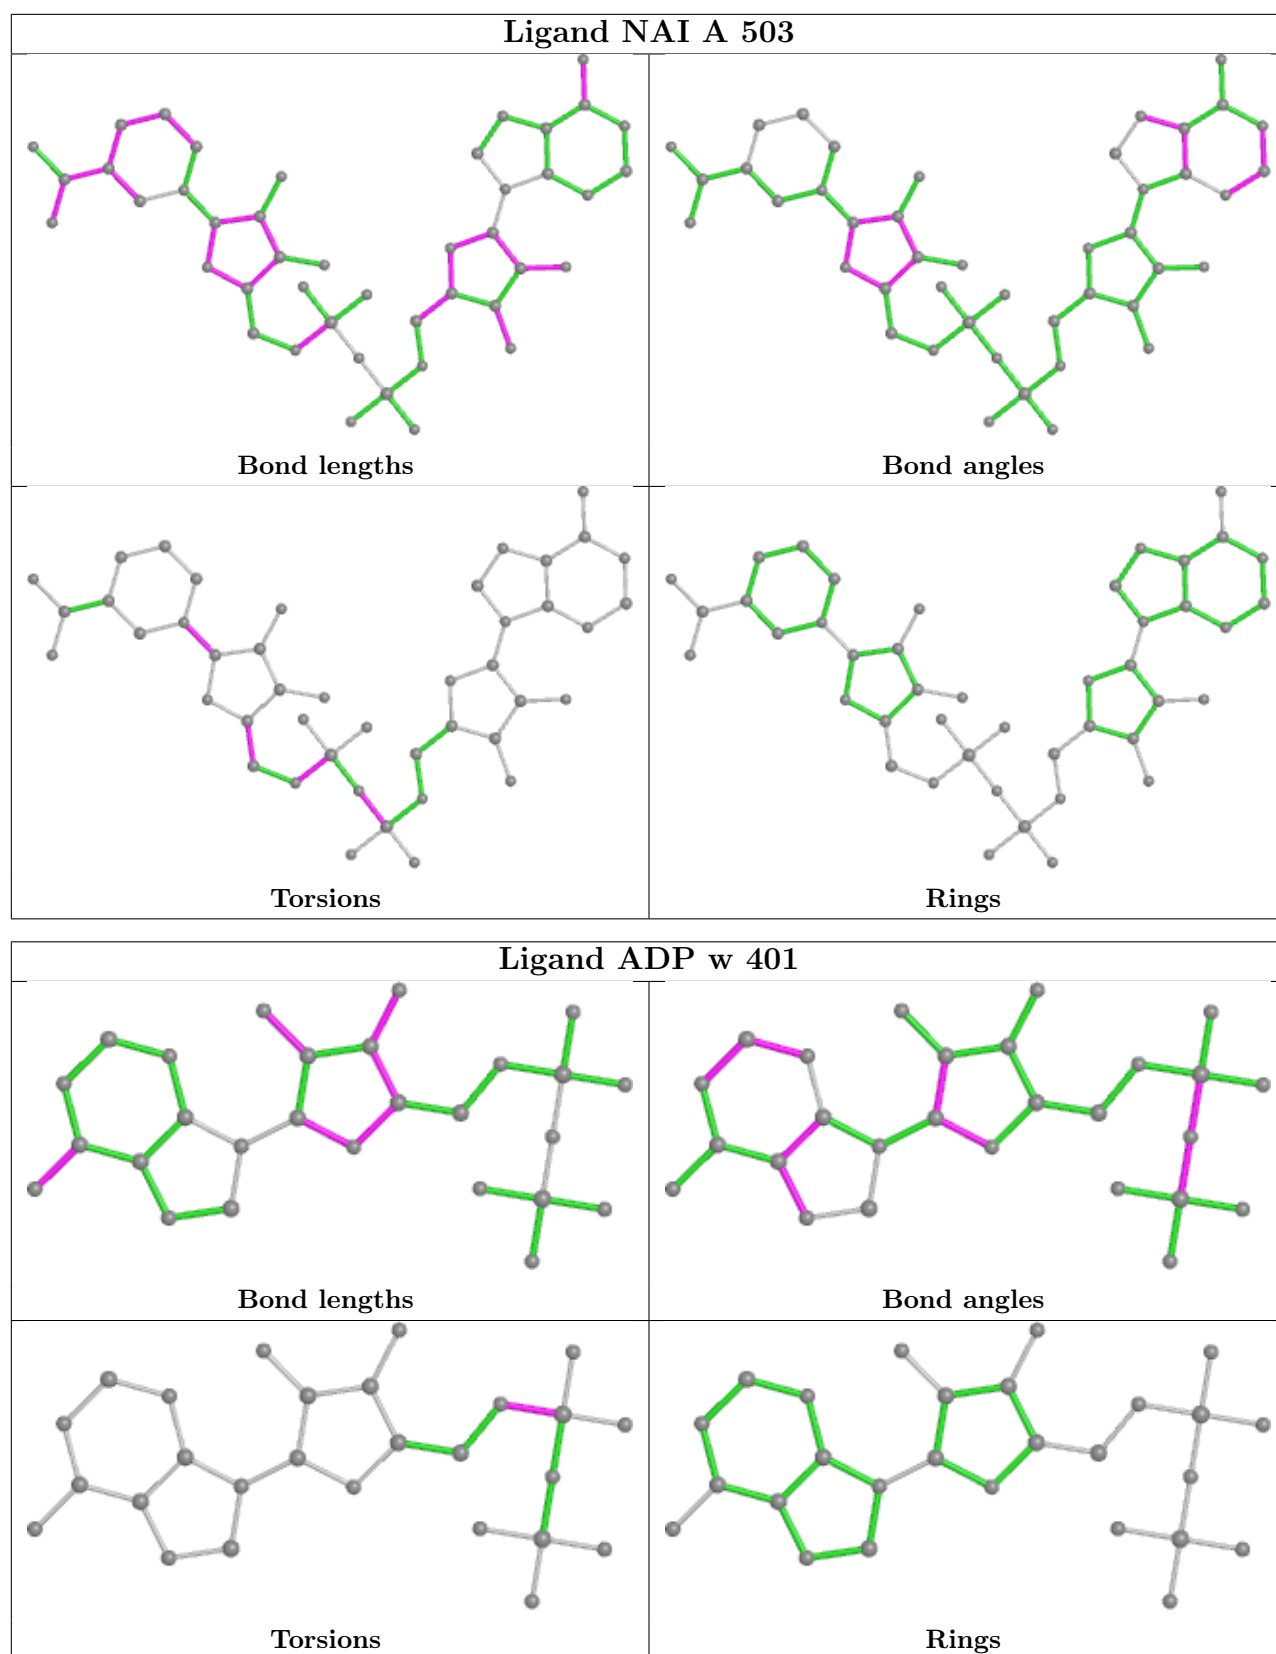 Ligand NAI A 503
Bond lengths
Bond angles
Torsions
Rings
Ligand ADP w 401
Bond lengths
Bond angles
Torsions
Rings